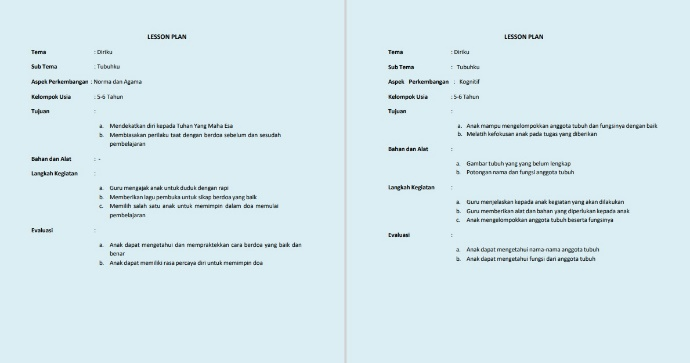 LESSON PLAN
Tema : Diriku
Sub Tema : Tubuhku
Aspek Perkembangan : Norma dan Agama
Kelompok Usia : 5-6 Tahun
Tujuan :
a. Mendekatkan diri kepada Tuhan Yang Maha Esa
b. Membiasakan perilaku taat dengan berdoa sebelum dan sesudah
pembelajaran
Bahan dan Alat : -
Langkah Kegiatan :
a. Guru mengajak anak untuk duduk dengan rapi
b. Memberikan lagu pembuka untuk sikap berdoa yang baik
c. Memilih salah satu anak untuk memimpin dalam doa memulai
pembelajaran
Evaluasi :
a. Anak dapat mengetahui dan mempraktekkan cara berdoa yang baik dan
benar
b. Anak dapat memiliki rasa percaya diri untuk memimpin doa
LESSON PLAN
Tema : Diriku
Sub Tema : Tubuhku
Aspek Perkembangan : Kognitif
Kelompok Usia : 5-6 Tahun
Tujuan :
a. Anak mampu mengelompokkan anggota tubuh dan fungsinya dengan baik
b. Melatih kefokusan anak pada tugas yang diberikan
Bahan dan Alat :
a. Gambar tubuh yang yang belum lengkap
b. Potongan nama dan fungsi anggota tubuh
Langkah Kegiatan :
a. Guru menjelaskan kepada anak kegiatan yang akan dilakukan
b. Guru memberikan alat dan bahan yang diperlukan kepada anak
c. Anak mengelompokkan anggota tubuh beserta fungsinya
Evaluasi :
a. Anak dapat mengetahui nama-nama anggota tubuh
b. Anak dapat mengetahui fungsi dari anggota tubuh